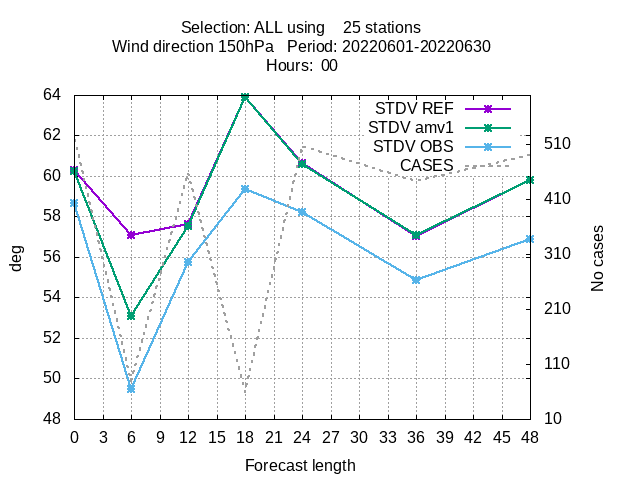 Selection: ALL using    25 stations
Wind direction 150hPa   Period: 20220601-20220630
Hours:  00
STDV REF
STDV amv1
STDV OBS
CASES
deg
64
62
60
58
56
54
52
50
48
510
410
310
210
110
10
No cases
0 3 6 9 12 15 18 21 24 27 30 33 36 39 42 45 48
Forecast length